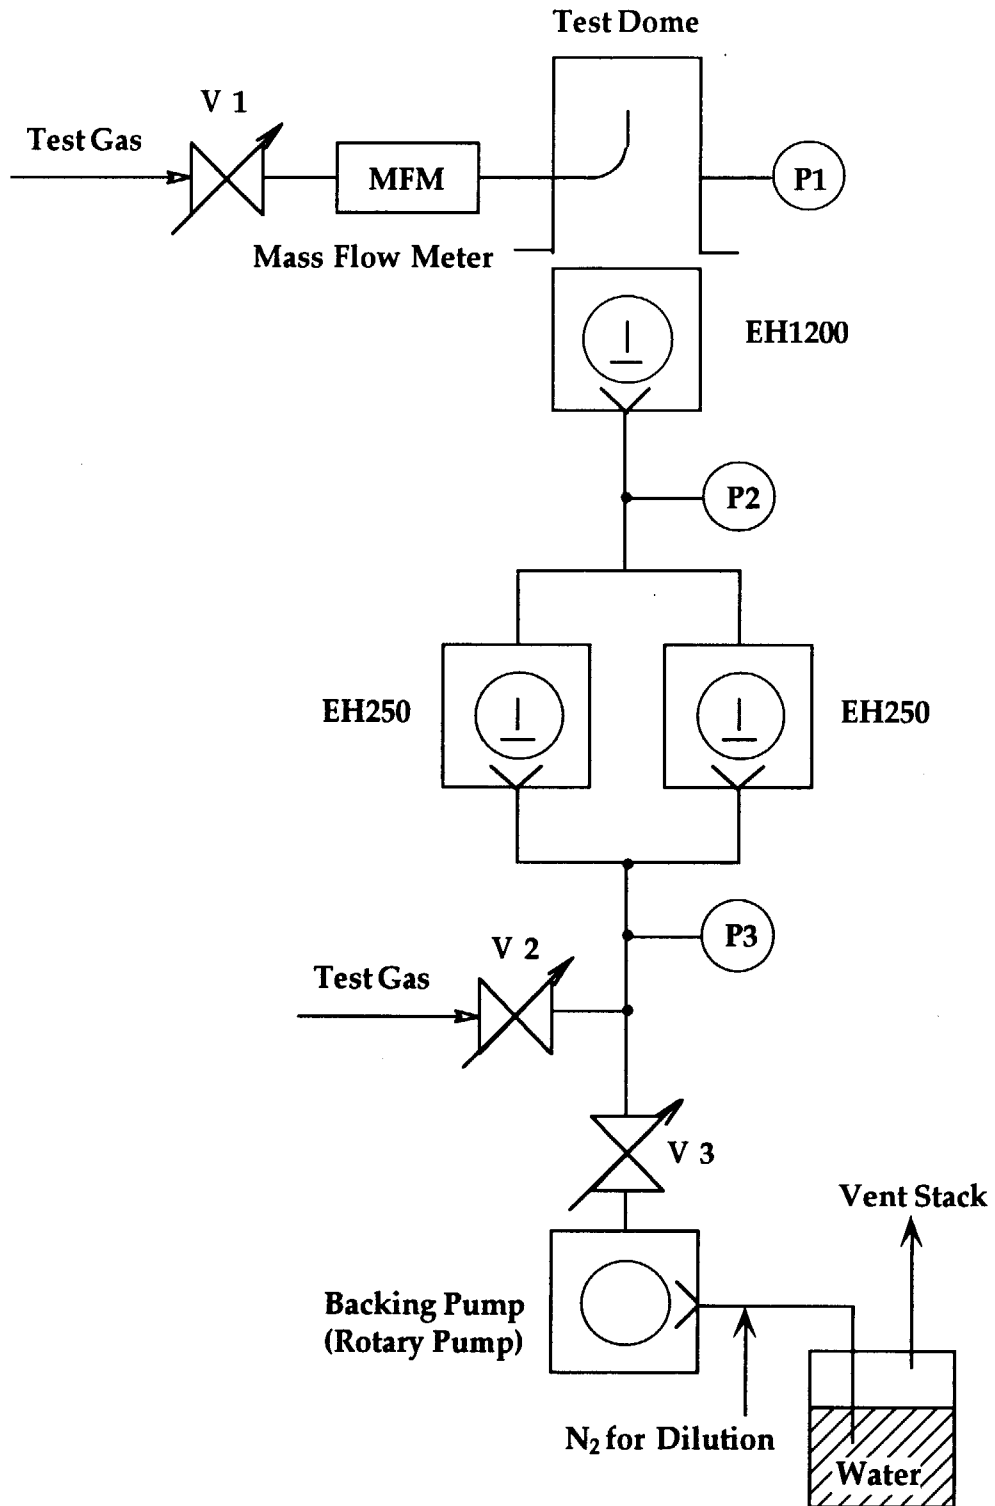 Test Dome
V 1
Test Gas
MFM
P1
Mass Flow Meter
EH1200
P2
EH250
EH250
P3
V 2
Test Gas
V 3
Vent Stack
Backing Pump
(Rotary Pump)
N₂ for Dilution
Water